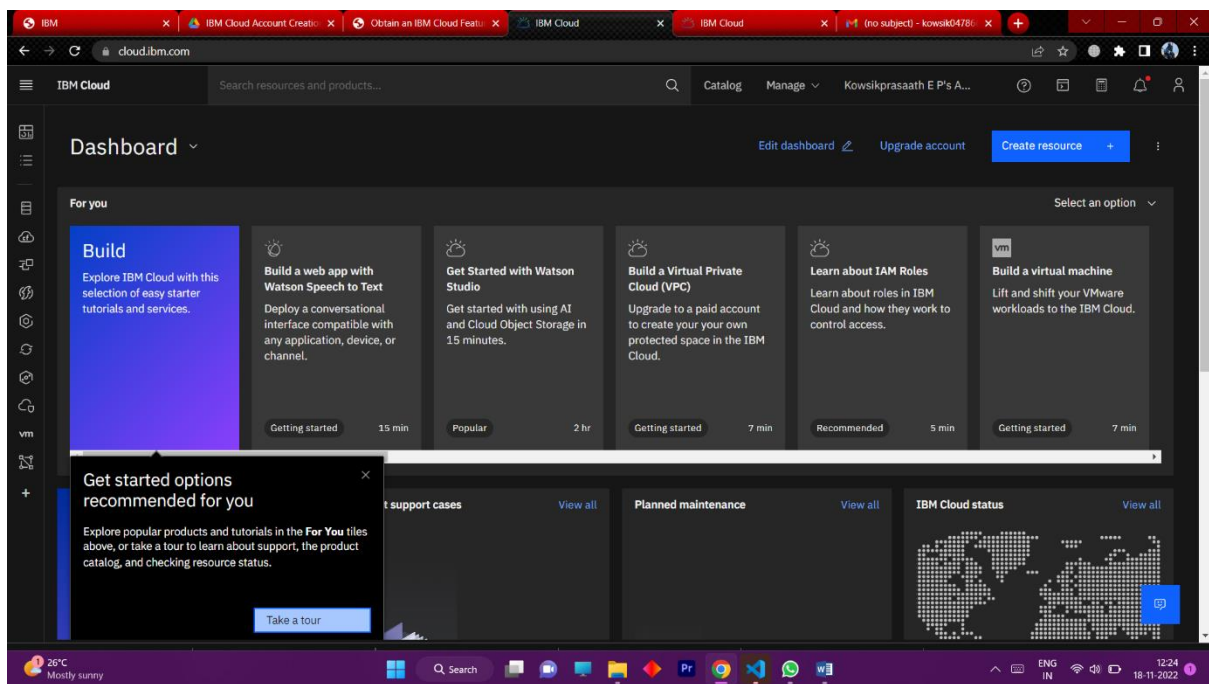 IBM
IBM Cloud Account Creatio
Obtain an IBM Cloud Featu
IBM Cloud
IBM Cloud
(no subject) - kowsik04786
cloud.ibm.com
IBM Cloud
Search resources and products...
Catalog
Manage
Kowsikprasaath E P's A...
Dashboard
Edit dashboard
Upgrade account
Create resource +
For you
Select an option
Build
Explore IBM Cloud with this
selection of easy starter
tutorials and services.
Build a web app with
Watson Speech to Text
Deploy a conversational
interface compatible with
any application, device, or
channel.
Getting started 15 min
Get Started with Watson
Studio
Get started with using AI
and Cloud Object Storage in
15 minutes.
Popular 2 hr
Build a Virtual Private
Cloud (VPC)
Upgrade to a paid account
to create your your own
protected space in the IBM
Cloud.
Getting started 7 min
Learn about IAM Roles
Learn about roles in IBM
Cloud and how they work to
control access.
Recommended 5 min
vm
Build a virtual machine
Lift and shift your VMware
workloads to the IBM Cloud.
Getting started 7 min
vm
Get started options
recommended for you
Explore popular products and tutorials in the For You tiles
above, or take a tour to learn about support, the product
catalog, and checking resource status.
Take a tour
t support cases
View all
Planned maintenance
View all
IBM Cloud status
View all
1
26°C
Mostly sunny
Search
Pr
ENG
IN
12:24
18-11-2022
1